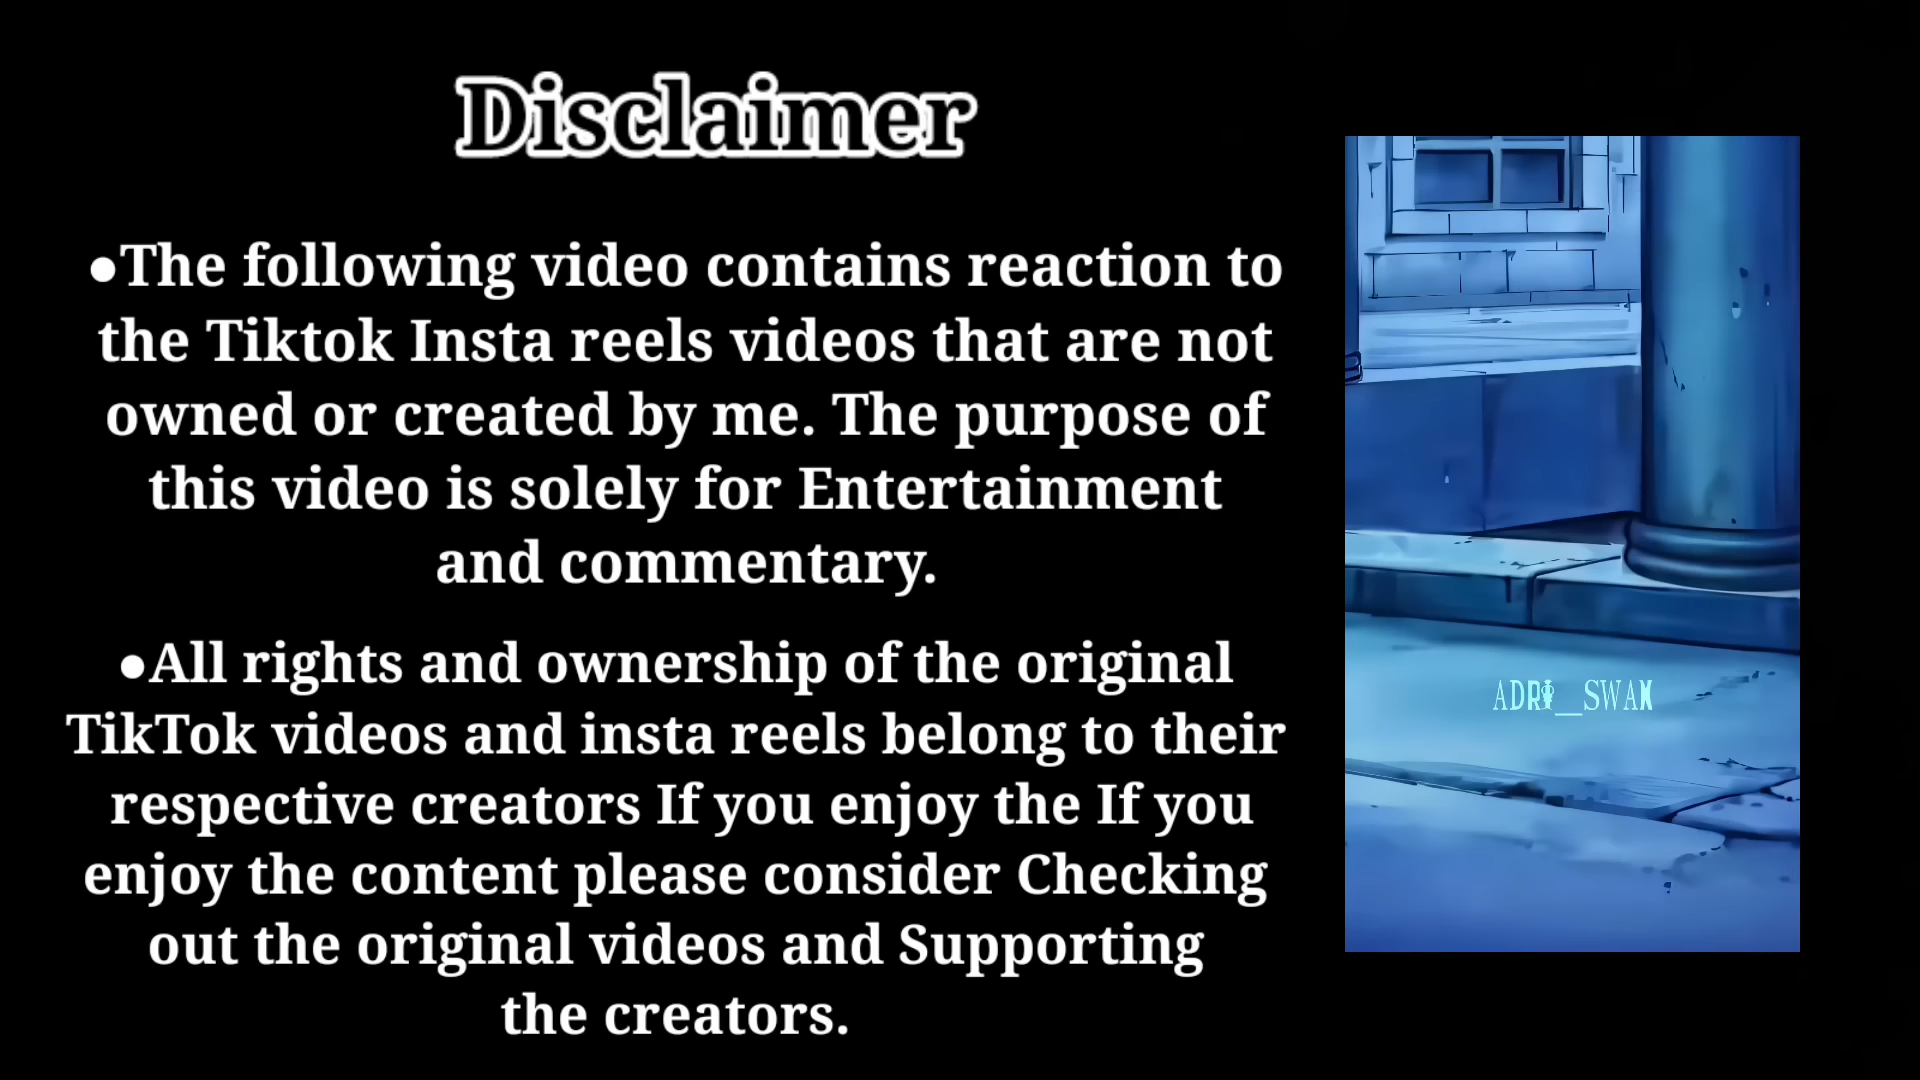 Disclaimer
●The following video contains reaction to
the Tiktok Insta reels videos that are not
owned or created by me. The purpose of
this video is solely for Entertainment
and commentary.
●All rights and ownership of the original
TikTok videos and insta reels belong to their
respective creators If you enjoy the If you
enjoy the content please consider Checking
out the original videos and Supporting
the creators.
ADRI__SWAN